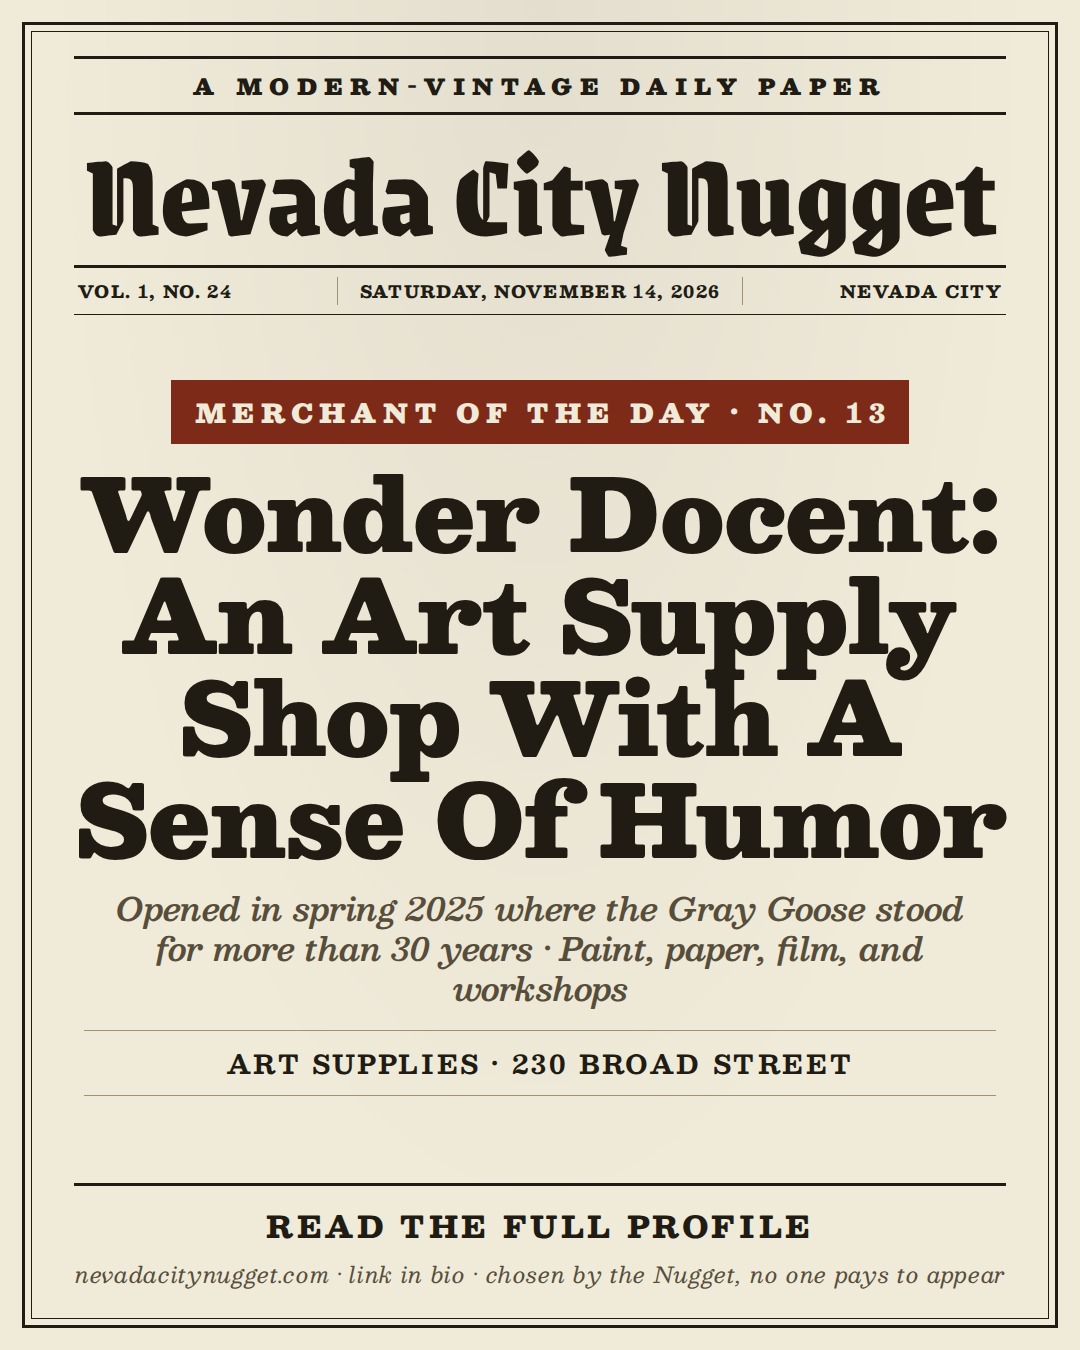 A MODERN-VINTAGE DAILY PAPER
Nevada City Nugget
VOL. 1, NO. 24
SATURDAY, NOVEMBER 14, 2026
NEVADA CITY
MERCHANT OF THE DAY · NO. 13
Wonder Docent:
An Art Supply
Shop With A
Sense Of Humor
Opened in spring 2025 where the Gray Goose stood
for more than 30 years · Paint, paper, film, and
workshops
ART SUPPLIES · 230 BROAD STREET
READ THE FULL PROFILE
nevadacitynugget.com · link in bio · chosen by the Nugget, no one pays to appear